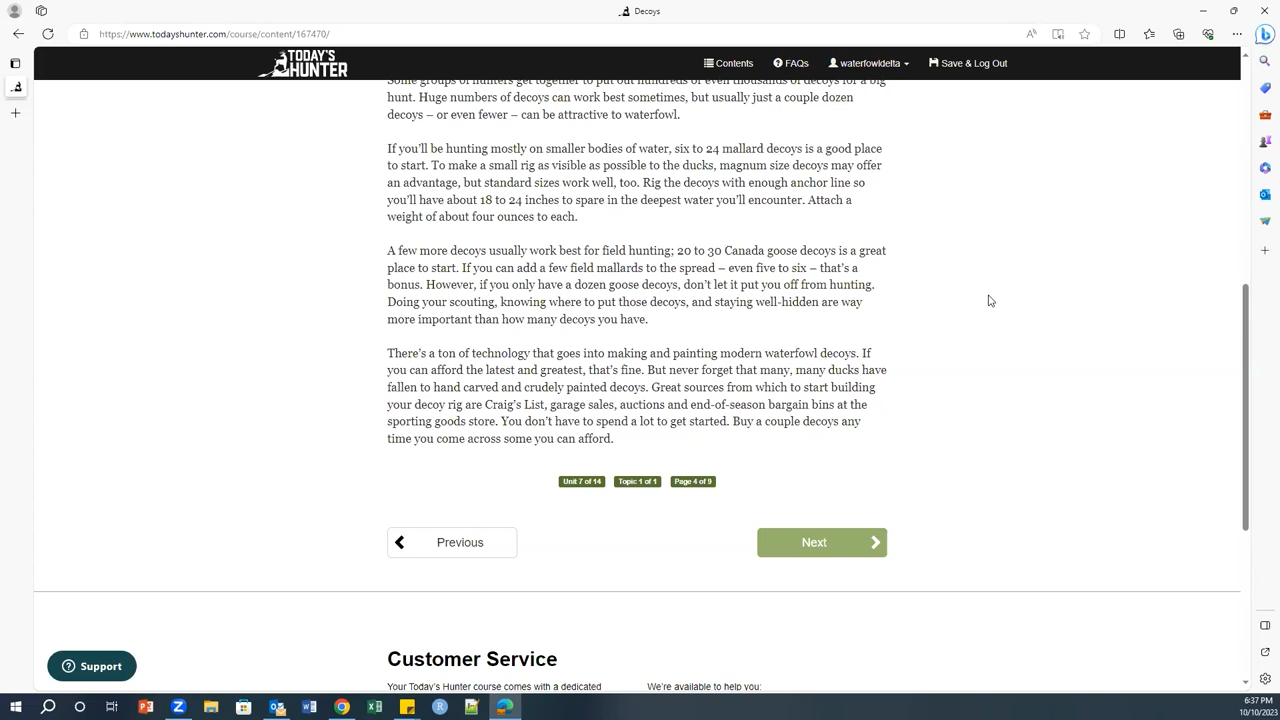 Decoys
https://www.todayshunter.com/course/content/167470/
TODAY'S HUNTER
Contents
FAQs
waterfowldelta
Save & Log Out
Some groups of hunters get together to put out hundreds or even thousands of decoys for a big
hunt. Huge numbers of decoys can work best sometimes, but usually just a couple dozen
decoys – or even fewer – can be attractive to waterfowl.
If you'll be hunting mostly on smaller bodies of water, six to 24 mallard decoys is a good place
to start. To make a small rig as visible as possible to the ducks, magnum size decoys may offer
an advantage, but standard sizes work well, too. Rig the decoys with enough anchor line so
you'll have about 18 to 24 inches to spare in the deepest water you'll encounter. Attach a
weight of about four ounces to each.
A few more decoys usually work best for field hunting; 20 to 30 Canada goose decoys is a great
place to start. If you can add a few field mallards to the spread – even five to six – that's a
bonus. However, if you only have a dozen goose decoys, don't let it put you off from hunting.
Doing your scouting, knowing where to put those decoys, and staying well-hidden are way
more important than how many decoys you have.
There's a ton of technology that goes into making and painting modern waterfowl decoys. If
you can afford the latest and greatest, that's fine. But never forget that many, many ducks have
fallen to hand carved and crudely painted decoys. Great sources from which to start building
your decoy rig are Craig's List, garage sales, auctions and end-of-season bargain bins at the
sporting goods store. You don't have to spend a lot to get started. Buy a couple decoys any
time you come across some you can afford.
Unit 7 of 14
Topic 1 of 1
Page 4 of 9
Previous
Next
Customer Service
Your Today's Hunter course comes with a dedicated
We're available to help you:
Support
6:37 PM
10/10/2023